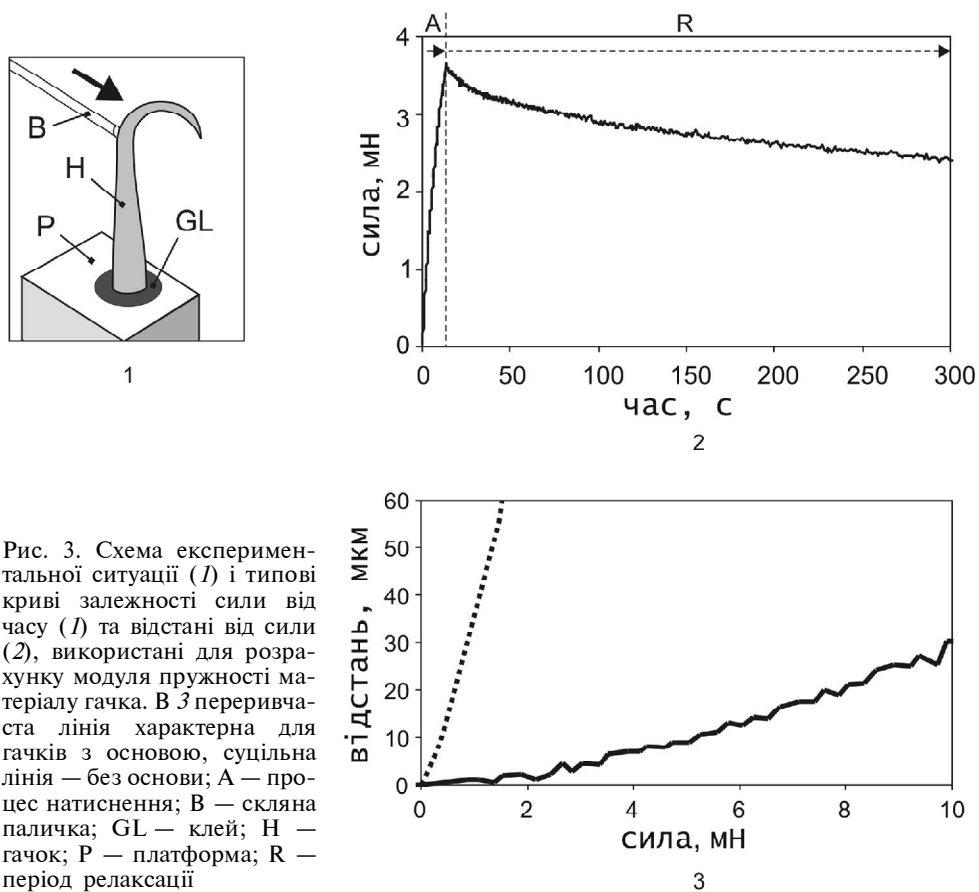 B
H
P
GL
1
A R
4
3
2
1
0
сила, мН
0 50 100 150 200 250 300
час, с
2
60
50
40
30
20
10
0
відстань, мкм
0 2 4 6 8 10
сила, мН
3
Рис. 3. Схема експеримен-
тальної ситуації (1) і типові
криві залежності сили від
часу (1) та відстані від сили
(2), використані для розра-
хунку модуля пружності ма-
теріалу гачка. В 3 переривча-
ста лінія характерна для
гачків з основою, суцільна
лінія — без основи; А — про-
цес натиснення; В — скляна
паличка; GL — клей; Н —
гачок; Р — платформа; R —
період релаксації